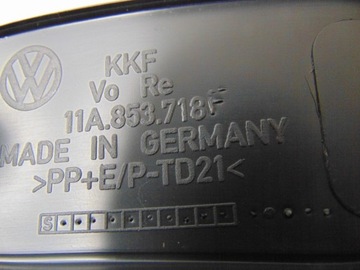 KKF
Vo Re
11A.853.718F
MADE IN GERMANY
>PP+E/P-TD21<
S